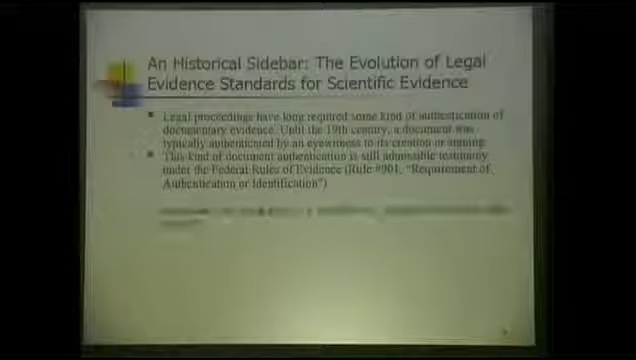 An Historical Sidebar: The Evolution of Legal
Evidence Standards for Scientific Evidence
Legal proceedings have long required some kind of authentication of
documentary evidence. Until the 19th century, a document was
typically authenticated by an eyewitness to its creation or signing.
This kind of document authentication is still admissible testimony
under the Federal Rules of Evidence (Rule #901, "Requirement of
Authentication or Identification")